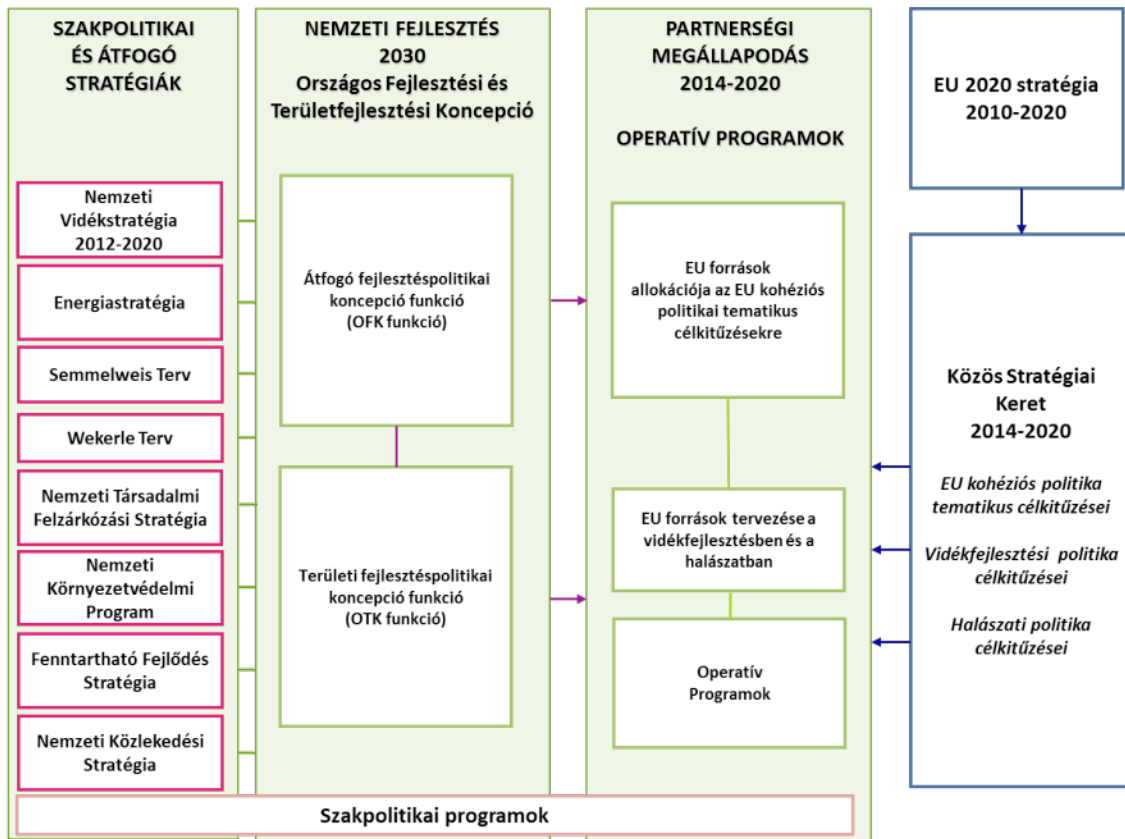 SZAKPOLITIKAI
ÉS ÁTFOGÓ
STRATÉGIÁK
Nemzeti
Vidékstratégia
2012-2020
Energiastratégia
Semmelweis Terv
Wekerle Terv
Nemzeti Társadalmi
Felzárkózási Stratégia
Nemzeti
Környezetvédelmi
Program
Fenntartható Fejlődés
Stratégia
Nemzeti Közlekedési
Stratégia
NEMZETI FEJLESZTÉS
2030
Országos Fejlesztési és
Területfejlesztési Koncepció
Átfogó fejlesztéspolitikai
koncepció funkció
(OFK funkció)
Területi fejlesztéspolitikai
koncepció funkció
(OTK funkció)
PARTNERSÉGI
MEGÁLLAPODÁS
2014-2020
OPERATÍV PROGRAMOK
EU források
allokációja az EU kohéziós
politikai tematikus
célkitűzésekre
EU források tervezése a
vidékfejlesztésben és a
halászatban
Operatív
Programok
EU 2020 stratégia
2010-2020
Közös Stratégiai
Keret
2014-2020
EU kohéziós politika
tematikus célkitűzései
Vidékfejlesztési politika
célkitűzései
Halászati politika
célkitűzései
Szakpolitikai programok